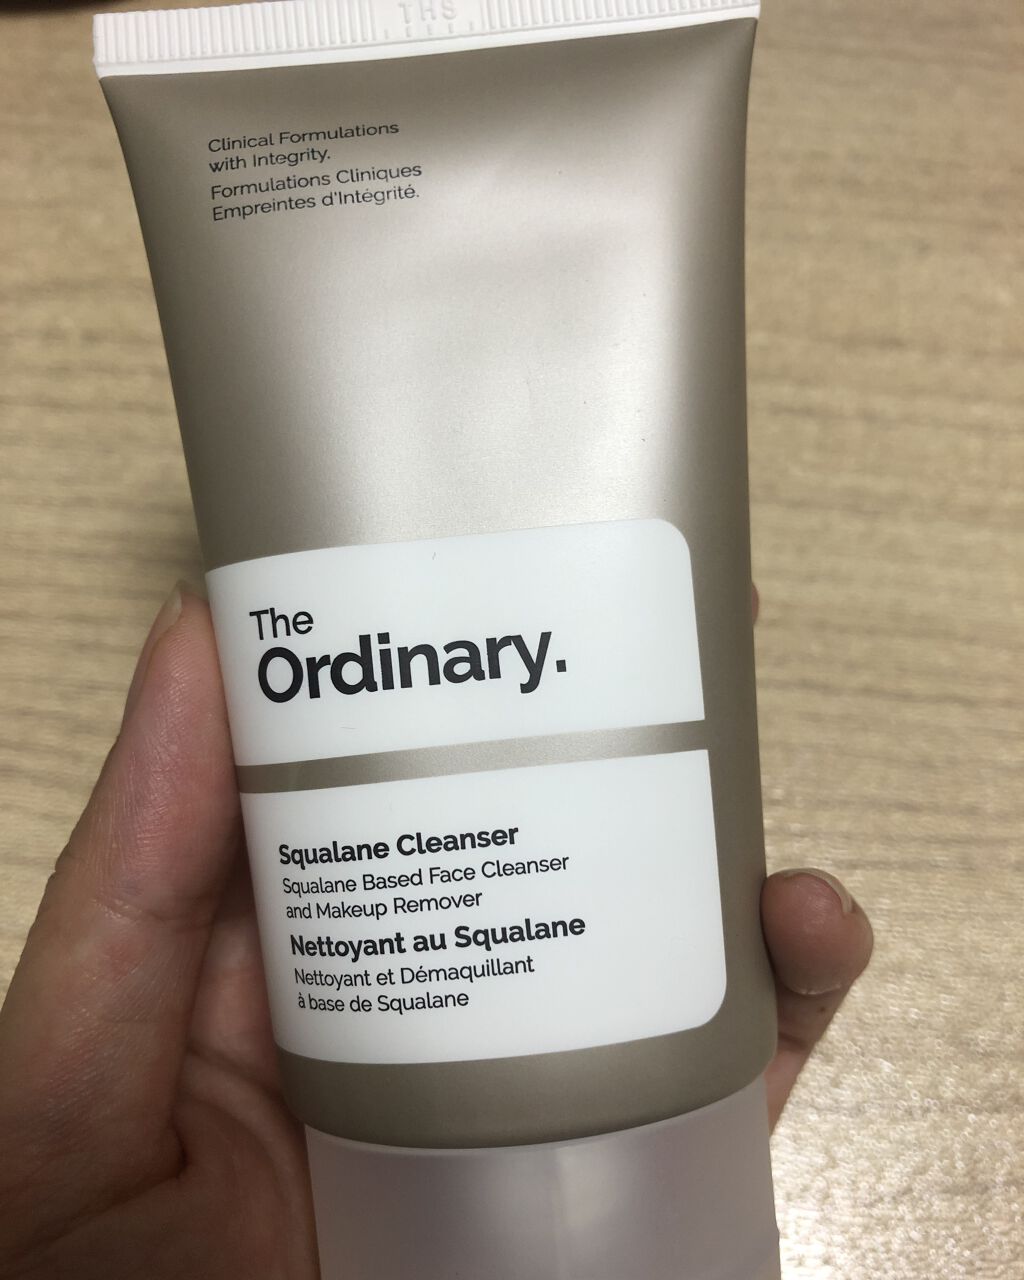 THS
Clinical Formulations
with Integrity.
Formulations Cliniques
Empreintes d'Intégrité.
The
Ordinary.
Squalane Cleanser
Squalane Based Face Cleanser
and Makeup Remover
Nettoyant au Squalane
Nettoyant et Démaquillant
à base de Squalane